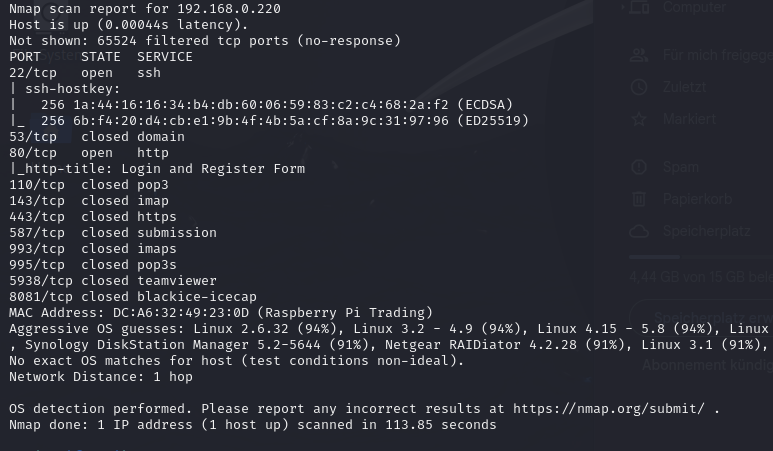 Nmap scan report for 192.168.0.220
Host is up (0.00044s latency).
Not shown: 65524 filtered tcp ports (no-response)
PORT     STATE  SERVICE
22/tcp   open   ssh
| ssh-hostkey:
|   256 1a:44:16:16:34:b4:db:60:06:59:83:c2:c4:68:2a:f2 (ECDSA)
|_  256 6b:f4:20:d4:cb:e1:9b:4f:4b:5a:cf:8a:9c:31:97:96 (ED25519)
53/tcp   closed domain
80/tcp   open   http
|_http-title: Login and Register Form
110/tcp  closed pop3
143/tcp  closed imap
443/tcp  closed https
587/tcp  closed submission
993/tcp  closed imaps
995/tcp  closed pop3s
5938/tcp closed teamviewer
8081/tcp closed blackice-icecap
MAC Address: DC:A6:32:49:23:0D (Raspberry Pi Trading)
Aggressive OS guesses: Linux 2.6.32 (94%), Linux 3.2 - 4.9 (94%), Linux 4.15 - 5.8 (94%), Linux
, Synology DiskStation Manager 5.2-5644 (91%), Netgear RAIDiator 4.2.28 (91%), Linux 3.1 (91%),
No exact OS matches for host (test conditions non-ideal).
Network Distance: 1 hop
OS detection performed. Please report any incorrect results at https://nmap.org/submit/ .
Nmap done: 1 IP address (1 host up) scanned in 113.85 seconds
Computer
Für mich freigege
Zuletzt
Markiert
Spam
Papierkorb
Speicherplatz
4,44 GB von 15 GB bele
Speicherplatz erw
Abonnement kündig